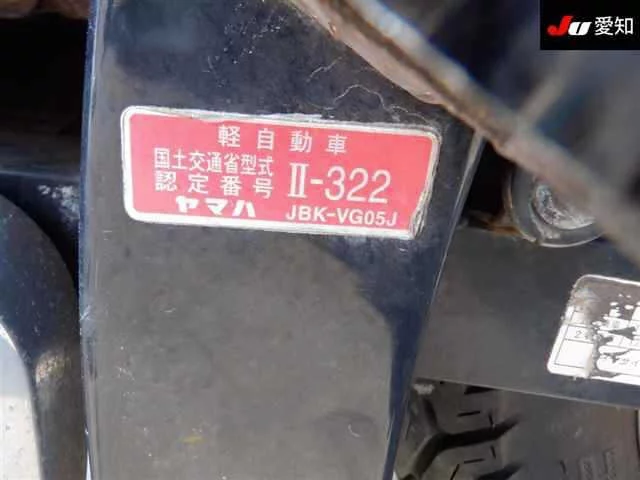 JU 愛知
軽自動車
国土交通省型式
認定番号 II-322
ヤマハ JBK-VG05J